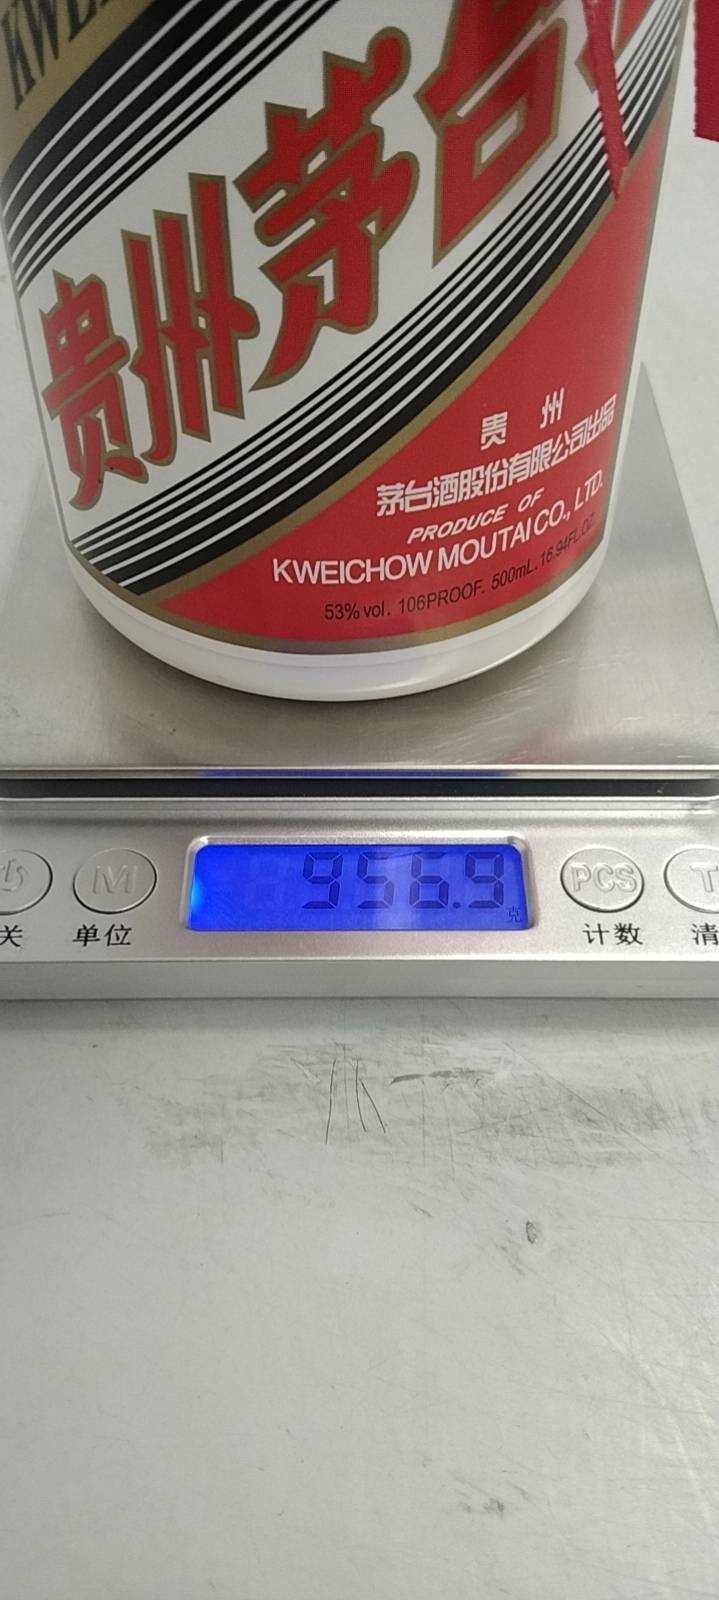 KWEI
贵州茅台
贵 州
茅台酒股份有限公司出品
PRODUCE OF
KWEICHOW MOUTAI CO., LTD.
53% vol. 106PROOF. 500mL. 16.94FL.OZ
956.9
克
M
PCS
T
关
单位
计数
清